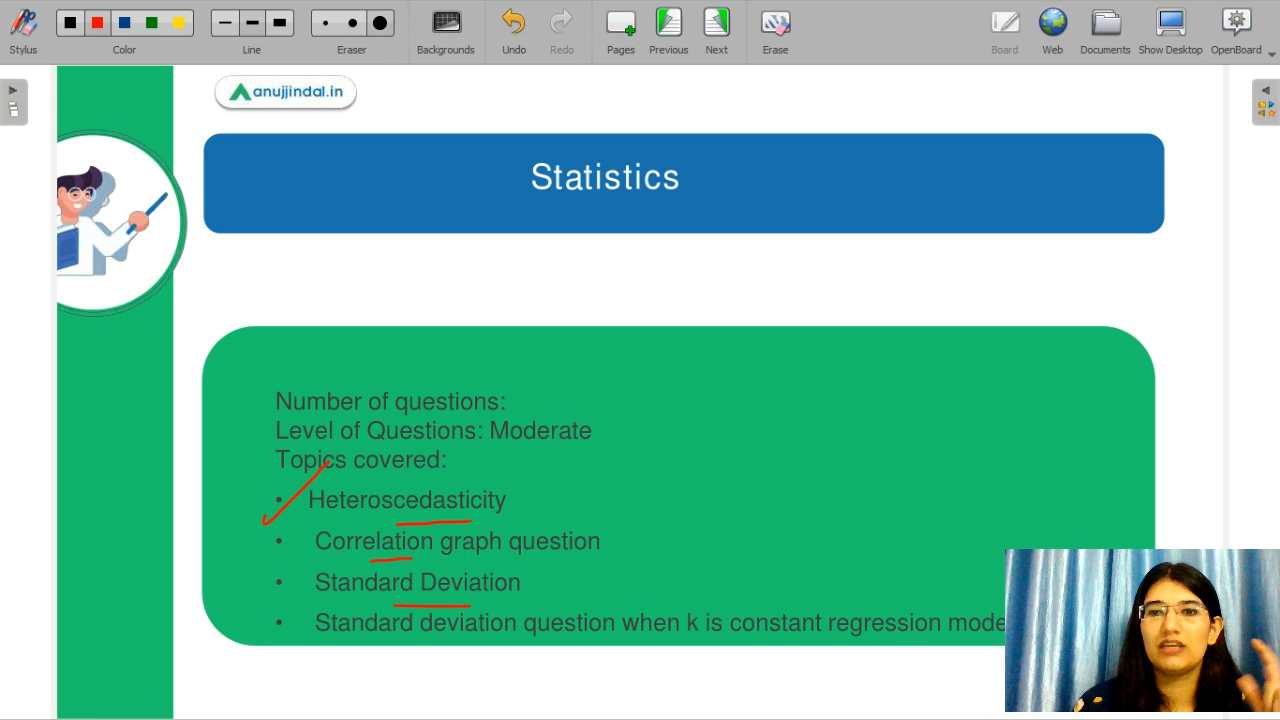 Stylus
Color
Line
Eraser
Backgrounds
Undo
Redo
Pages
Previous
Next
Erase
Board
Web
Documents
Show Desktop
OpenBoard
anujjindal.in
Statistics
Number of questions:
Level of Questions: Moderate
Topics covered:
• Heteroscedasticity
• Correlation graph question
• Standard Deviation
• Standard deviation question when k is constant regression mode